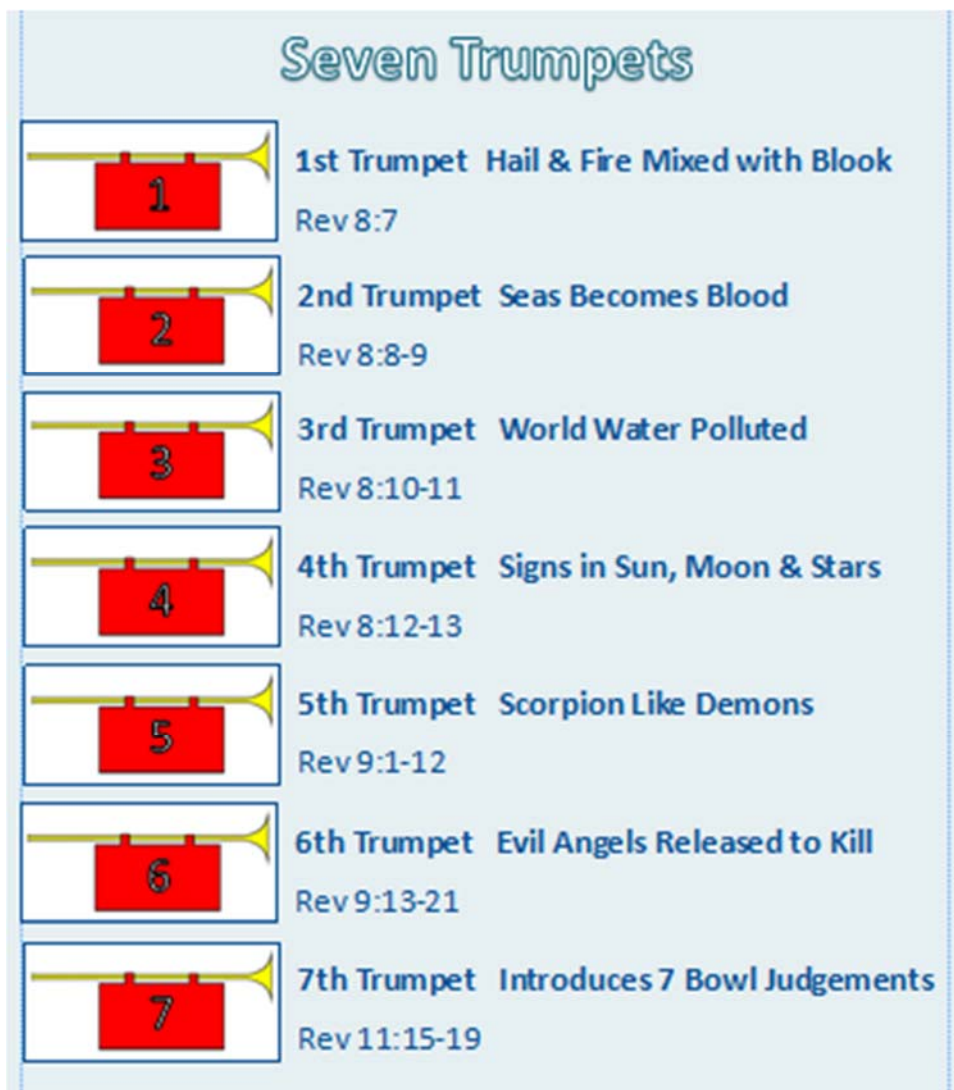 Seven Trumpets
1
1st Trumpet Hail & Fire Mixed with Blook
Rev 8:7
2
2nd Trumpet Seas Becomes Blood
Rev 8:8-9
3
3rd Trumpet World Water Polluted
Rev 8:10-11
4
4th Trumpet Signs in Sun, Moon & Stars
Rev 8:12-13
5
5th Trumpet Scorpion Like Demons
Rev 9:1-12
6
6th Trumpet Evil Angels Released to Kill
Rev 9:13-21
7
7th Trumpet Introduces 7 Bowl Judgements
Rev 11:15-19